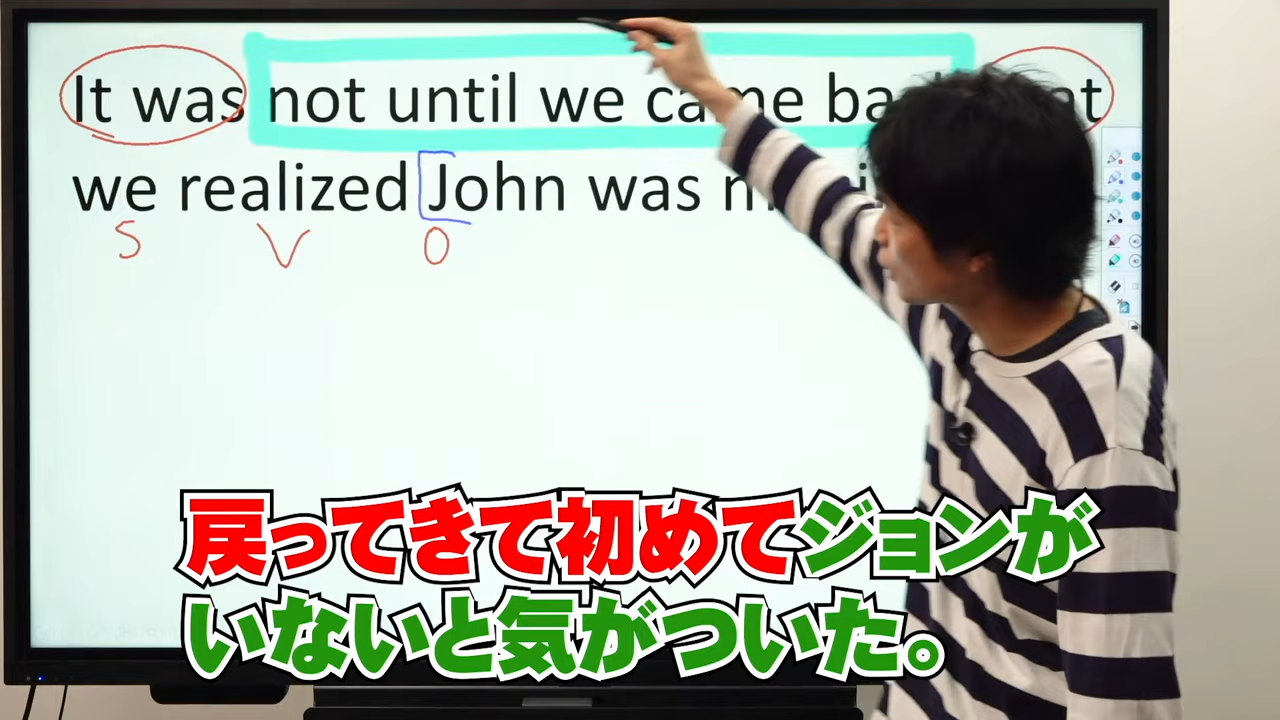 It was not until we came
we realized John was
S V O
戻ってきて初めてジョンが
いないと気がついた。